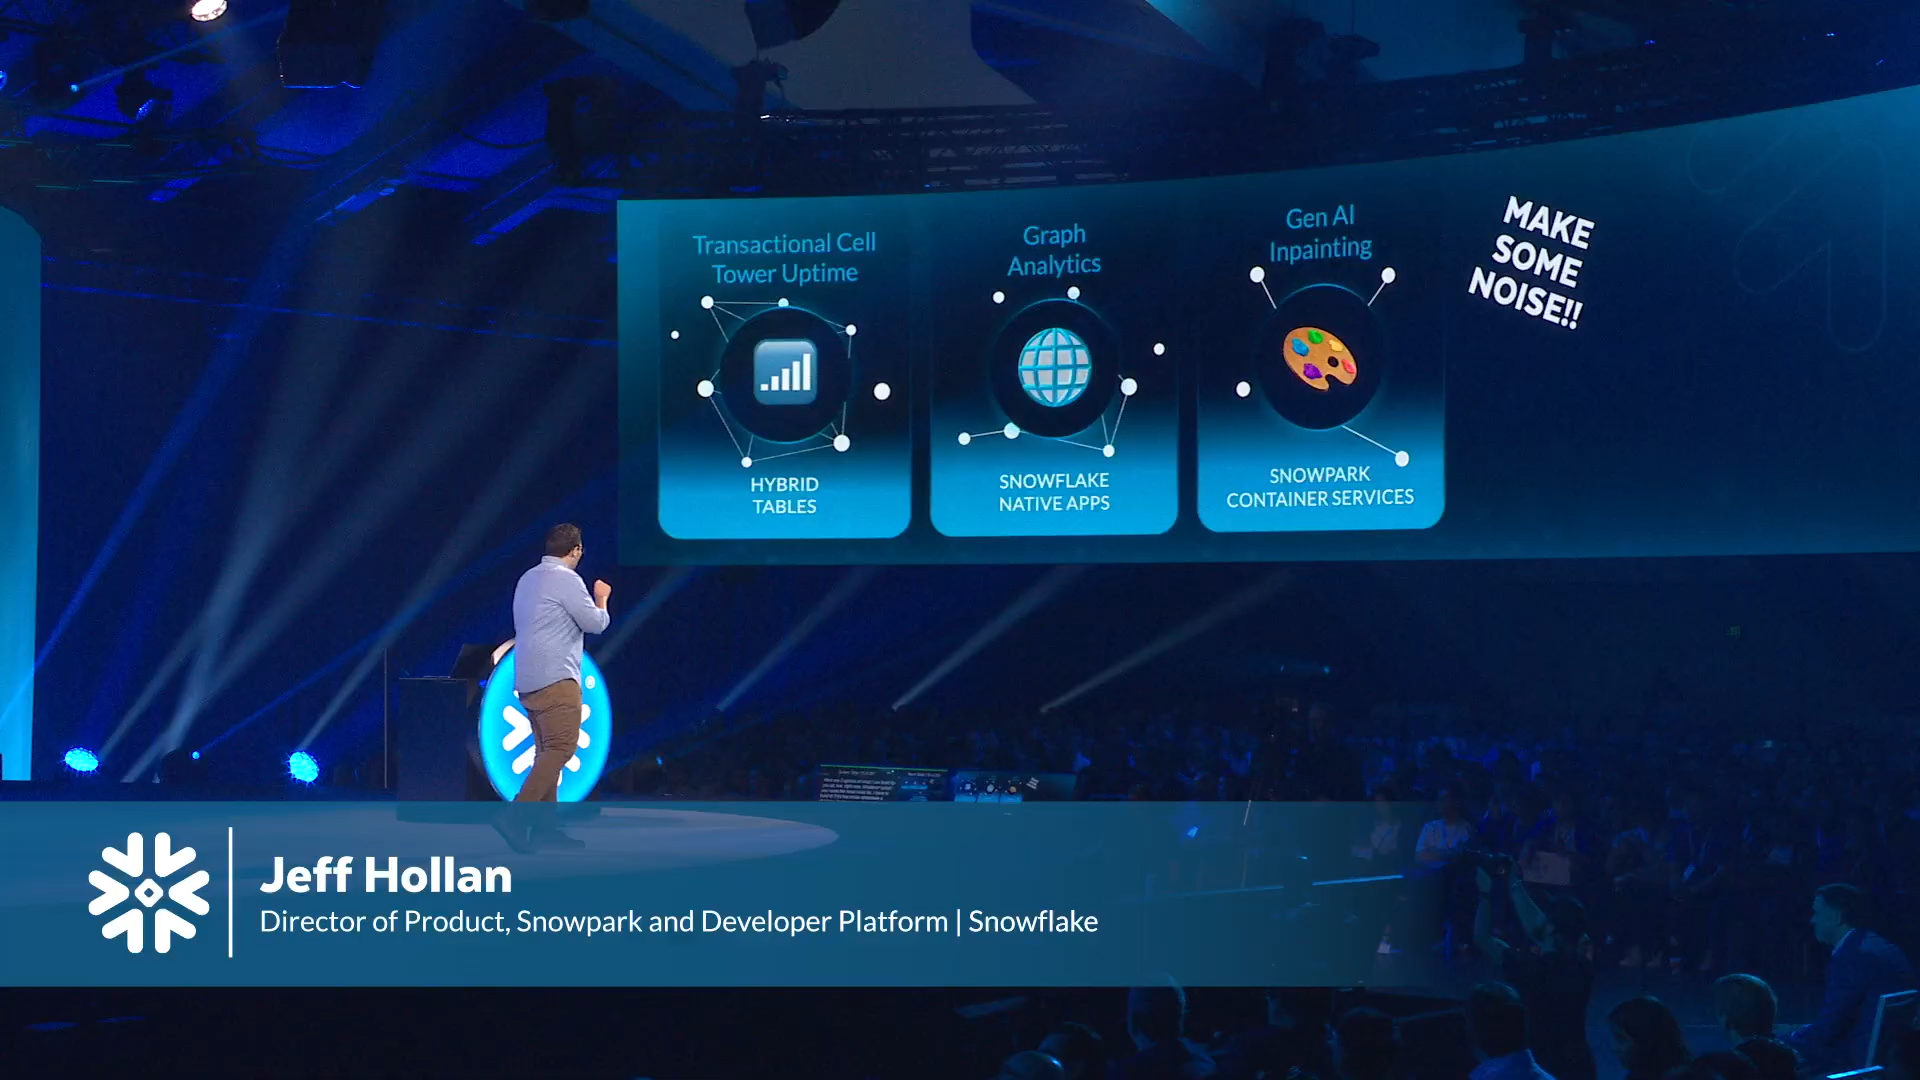 Transactional Cell
Tower Uptime
HYBRID
TABLES
Graph
Analytics
SNOWFLAKE
NATIVE APPS
Gen AI
Inpainting
SNOWPARK
CONTAINER SERVICES
MAKE
SOME
NOISE!!
Jeff Hollan
Director of Product, Snowpark and Developer Platform | Snowflake